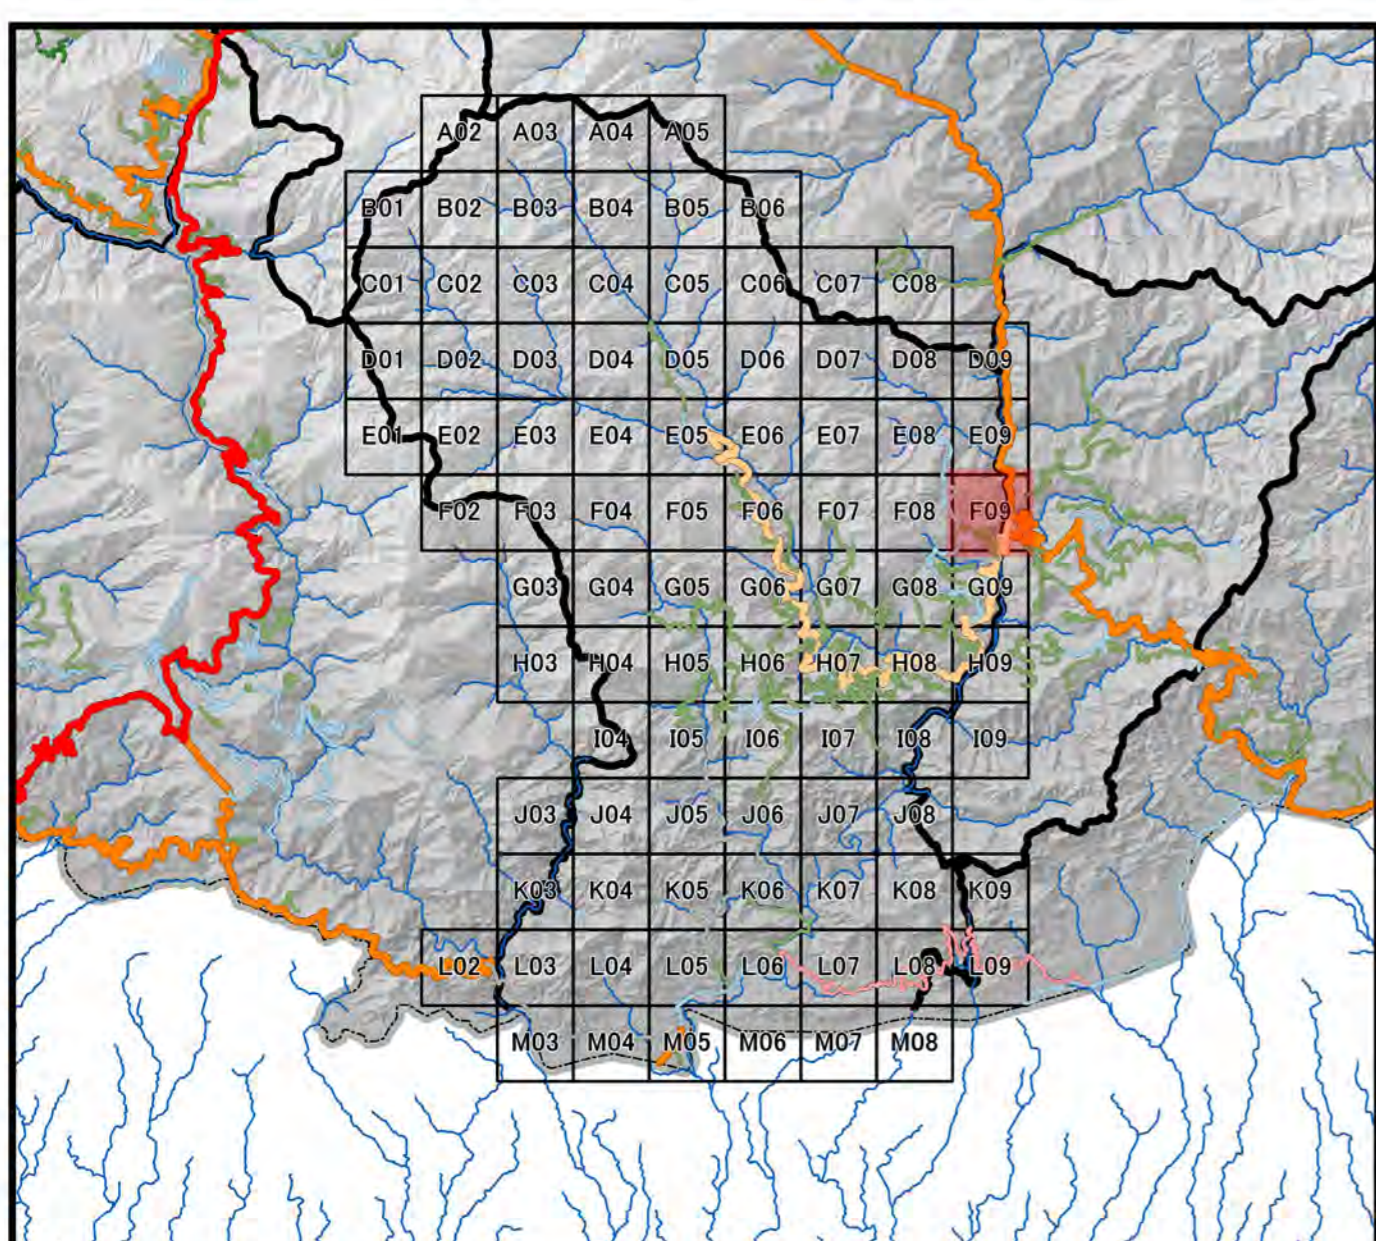 A02 A03 A04 A05
B01 B02 B03 B04 B05 B06
C01 C02 C03 C04 C05 C06 C07 C08
D01 D02 D03 D04 D05 D06 D07 D08 D09
E01 E02 E03 E04 E05 E06 E07 E08 E09
F02 F03 F04 F05 F06 F07 F08 F09
G03 G04 G05 G06 G07 G08 G09
H03 H04 H05 H06 H07 H08 H09
I04 I05 I06 I07 I08 I09
J03 J04 J05 J06 J07 J08
K03 K04 K05 K06 K07 K08 K09
L02 L03 L04 L05 L06 L07 L08 L09
M03 M04 M05 M06 M07 M08